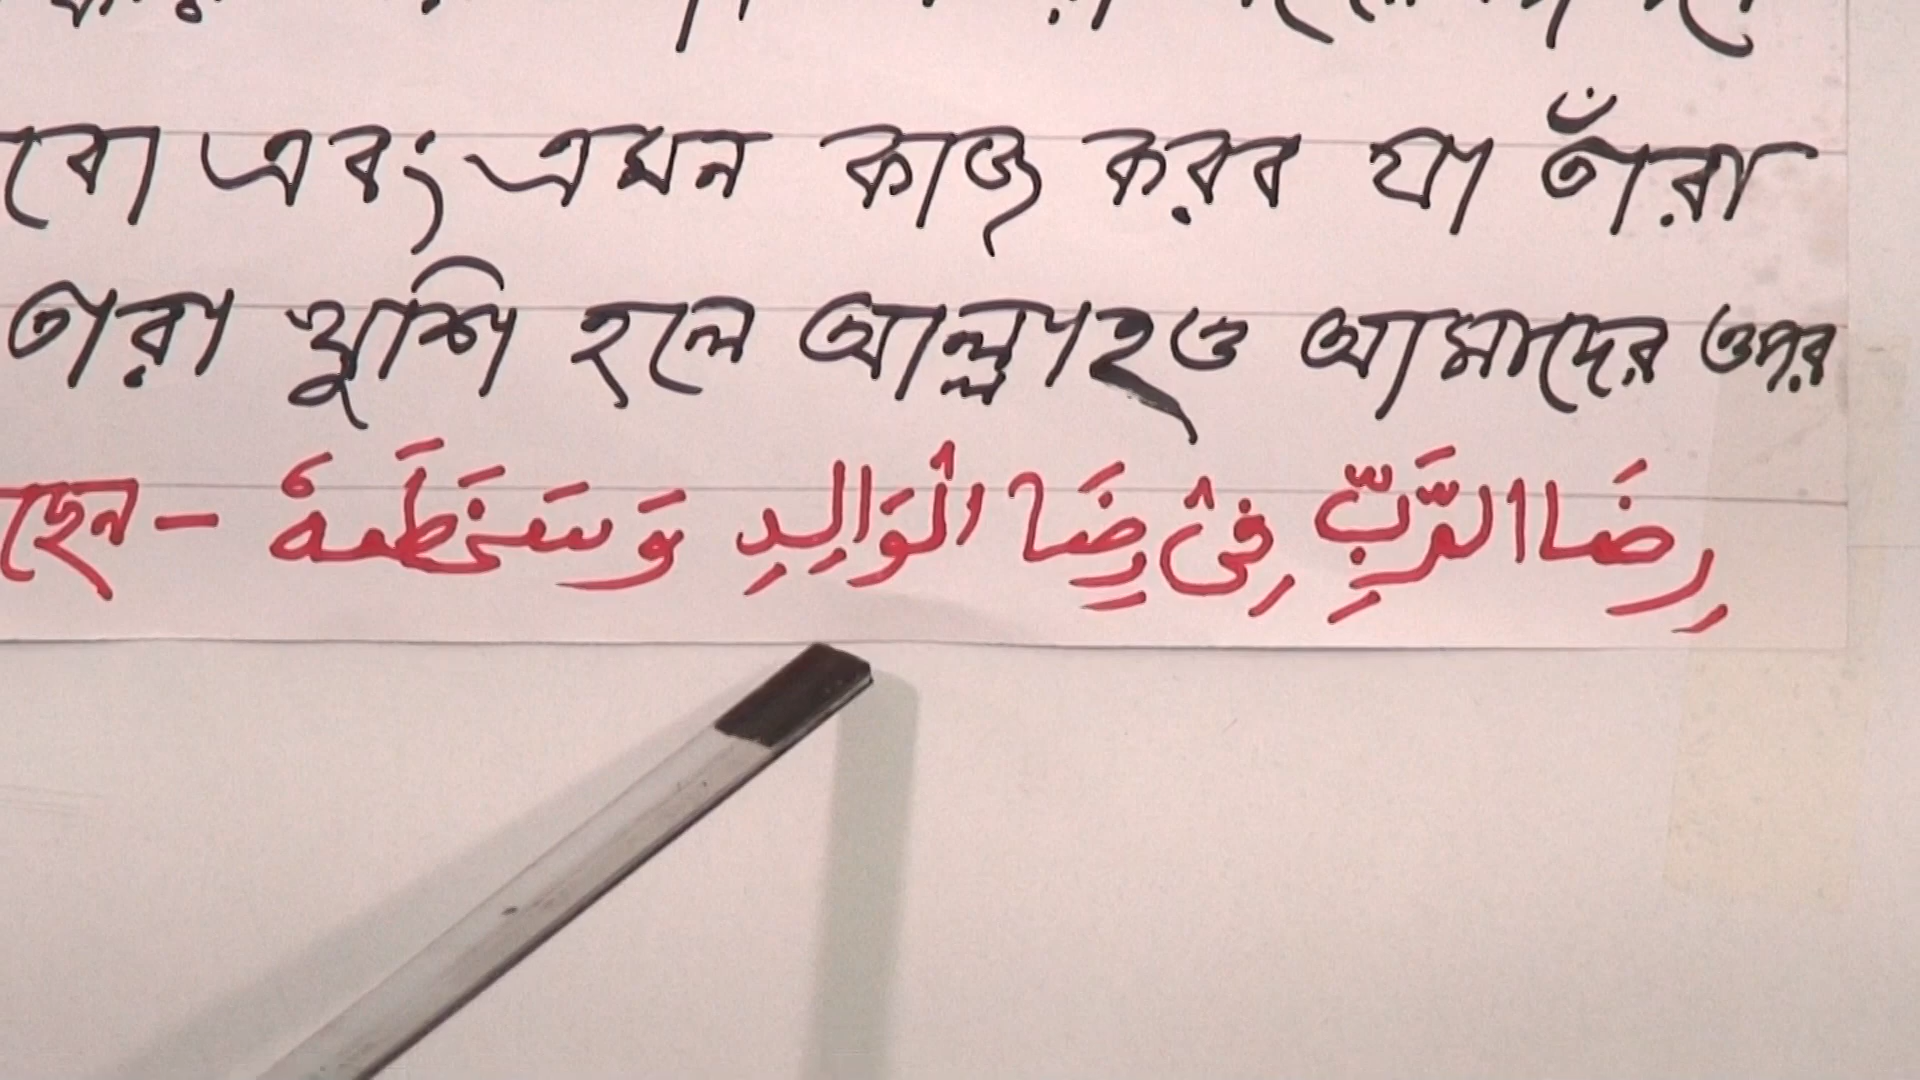 বো এবং এমন কাজ করব যা তাঁরা
তারা খুশি হলে আল্লাহও আমাদের ওপর
ছেন - رِضَا الرَّبِّ فِىْ رِضَا الْوَالِدِ وَسَخَطُهٗ